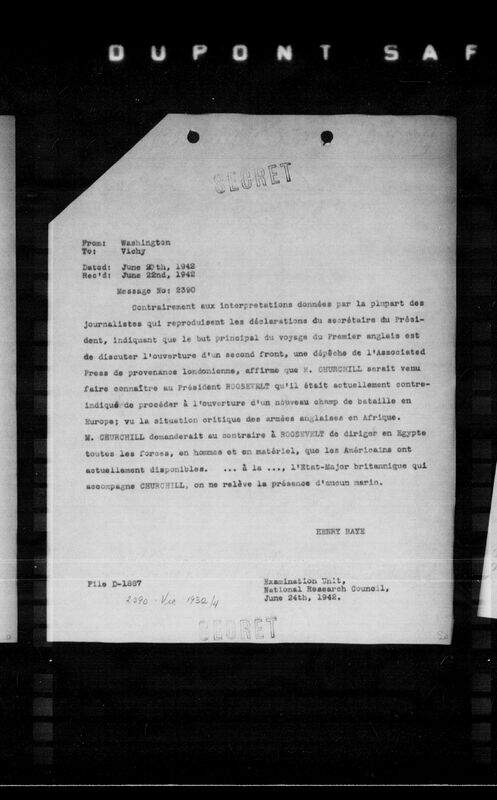 DUPONT SAF
SECRET
From: Washington
To: Vichy
Dated: June 20th, 1942
Rec'd: June 22nd, 1942
Message No: 2390
Contrairement aux interpretations données par la plupart des
journalistes qui reproduisent les déclarations du secrétaire du Prési-
dent, indiquant que le but principal du voyage du Premier anglais est
de discuter l'ouverture d'un second front, une dépêche de l'Associated
Press de provenance londonienne, affirme que M. CHURCHILL serait venu
faire connaître au Président ROOSEVELT qu'il était actuellement contre-
indiqué de procéder à l'ouverture d'un nouveau champ de bataille en
Europe; vu la situation critique des armées anglaises en Afrique.
M. CHURCHILL demanderait au contraire à ROOSEVELT de diriger en Egypte
toutes les forces, en hommes et en matériel, que les Américains ont
actuellement disponibles. ... à la ..., l'Etat-Major britannique qui
accompagne CHURCHILL, on ne relève la présence d'aucun marin.
HENRY HAYE
File D-1887
Examination Unit,
National Research Council,
June 24th, 1942.
2390 - Vic 1932/4
SECRET